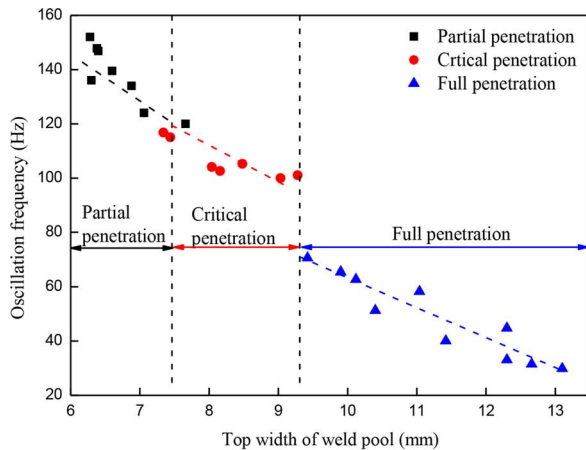 160
140
120
100
80
60
40
20
Oscillation frequency (Hz)
Partial penetration
Crtical penetration
Full penetration
Partial
penetration
Critical
penetration
Full penetration
6 7 8 9 10 11 12 13
Top width of weld pool (mm)